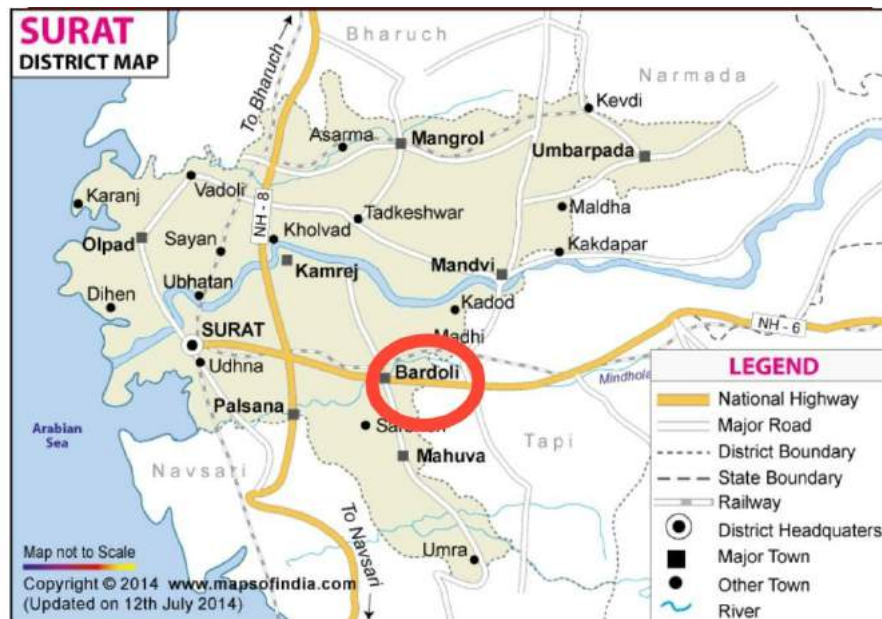 SURAT
DISTRICT MAP
To Bharuch
Bharuch
Narmada
Kevdi
Asarma
Mangrol
Umbarpada
Karanj
Vadoli
NH - 8
Tadkeshwar
Maldha
Olpad
Sayan
Kholvad
Kakdapar
Kamrej
Mandvi
Dihen
Ubhatan
Kadod
SURAT
Madhi
NH - 6
Udhna
Bardoli
Mindhola
Palsana
Arabian
Sea
Navsari
Mahuva
Tapi
To Navsari
Umra
LEGEND
National Highway
Major Road
District Boundary
State Boundary
Railway
District Headquaters
Major Town
Other Town
River
Map not to Scale
Copyright © 2014 www.mapsofindia.com
(Updated on 12th July 2014)